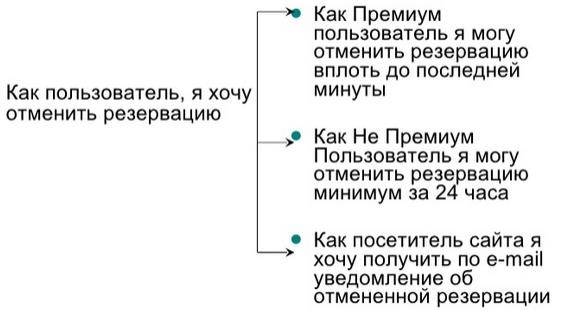 Как пользователь, я хочу
отменить резервацию
Как Премиум
пользователь я могу
отменить резервацию
вплоть до последней
минуты
Как Не Премиум
Пользователь я могу
отменить резервацию
минимум за 24 часа
Как посетитель сайта я
хочу получить по e-mail
уведомление об
отмененной резервации